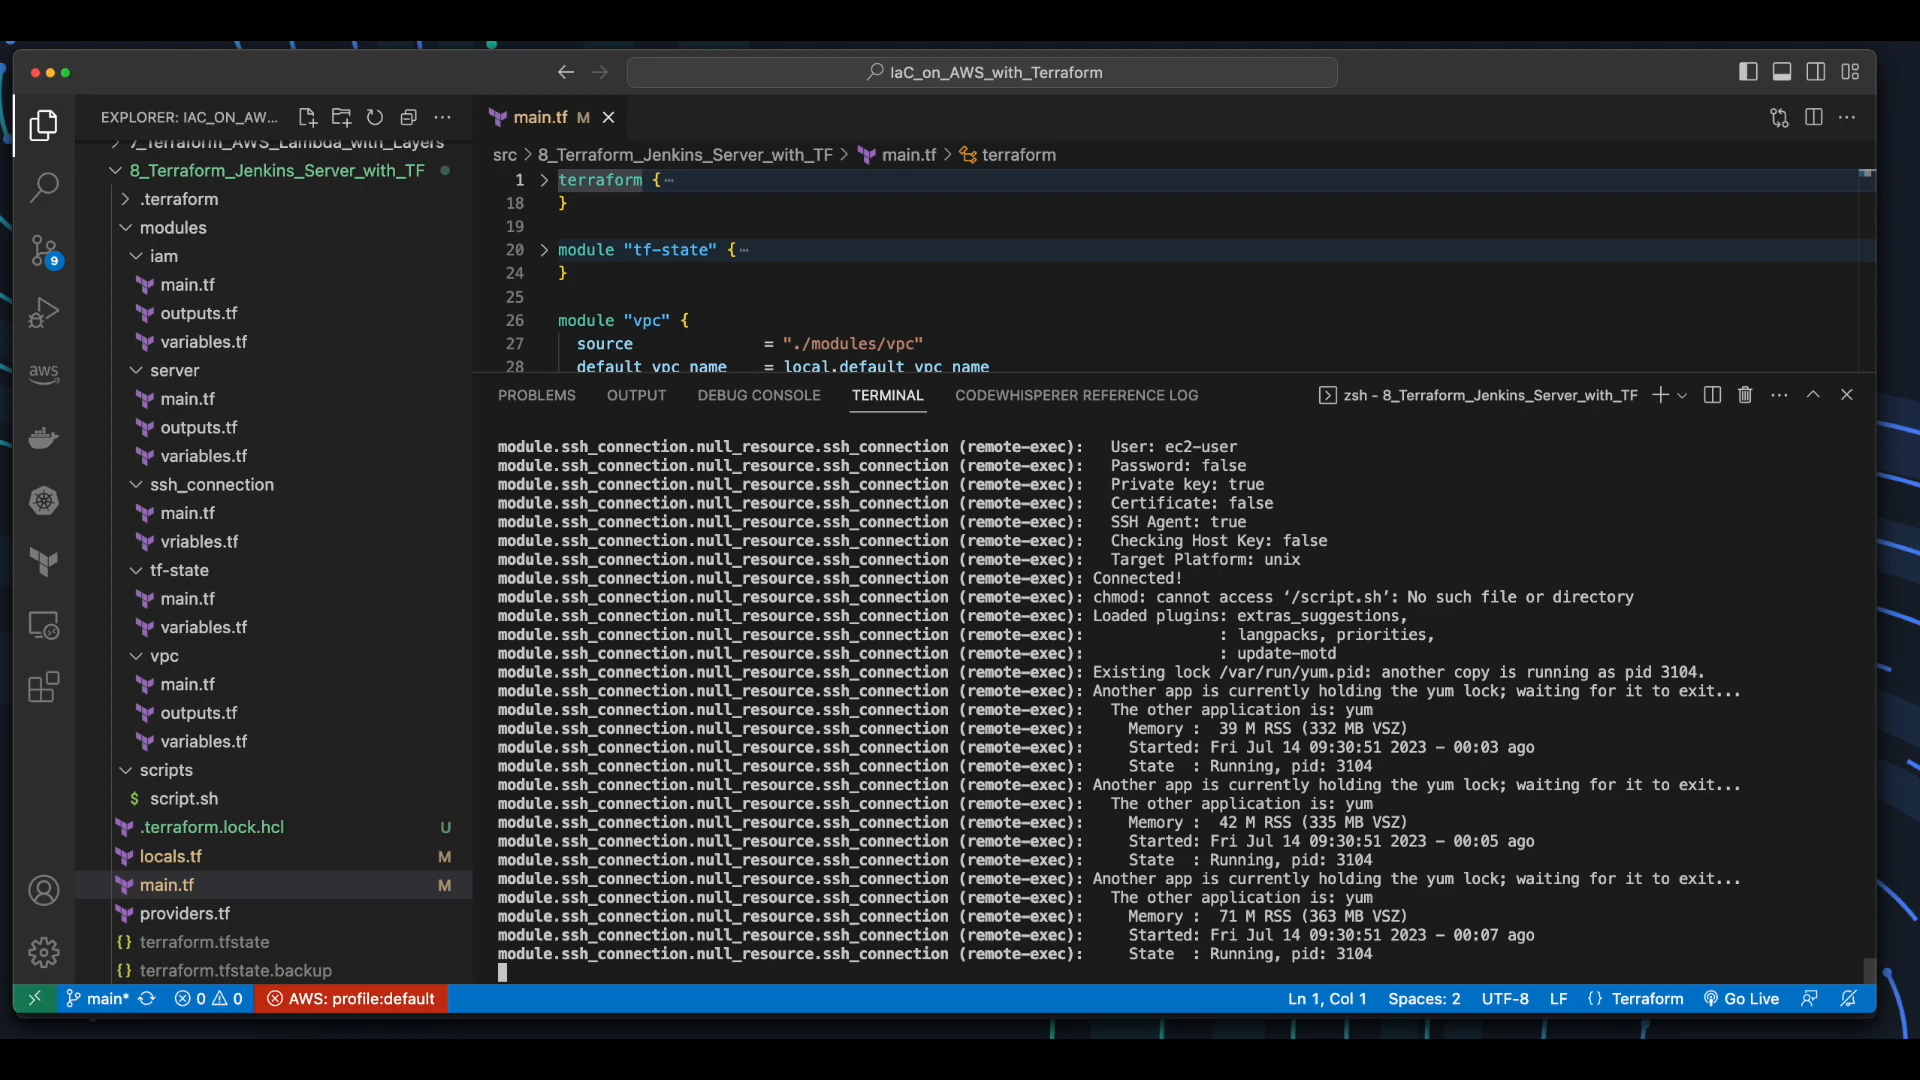 IaC_on_AWS_with_Terraform
EXPLORER: IAC_ON_AW...
7_Terraform_AWS_Lambda_with_Layers
8_Terraform_Jenkins_Server_with_TF
.terraform
modules
iam
main.tf
outputs.tf
variables.tf
server
main.tf
outputs.tf
variables.tf
ssh_connection
main.tf
vriables.tf
tf-state
main.tf
variables.tf
vpc
main.tf
outputs.tf
variables.tf
scripts
$ script.sh
.terraform.lock.hcl U
locals.tf M
main.tf M
providers.tf
{} terraform.tfstate
{} terraform.tfstate.backup
9
aws
main.tf M
src > 8_Terraform_Jenkins_Server_with_TF > main.tf > terraform
1 > terraform {…
18 }
19
20 > module "tf-state" {…
24 }
25
26 module "vpc" {
27 source = "./modules/vpc"
28 default_vpc_name = local.default_vpc_name
PROBLEMS OUTPUT DEBUG CONSOLE TERMINAL CODEWHISPERER REFERENCE LOG zsh - 8_Terraform_Jenkins_Server_with_TF
module.ssh_connection.null_resource.ssh_connection (remote-exec):   User: ec2-user
module.ssh_connection.null_resource.ssh_connection (remote-exec):   Password: false
module.ssh_connection.null_resource.ssh_connection (remote-exec):   Private key: true
module.ssh_connection.null_resource.ssh_connection (remote-exec):   Certificate: false
module.ssh_connection.null_resource.ssh_connection (remote-exec):   SSH Agent: true
module.ssh_connection.null_resource.ssh_connection (remote-exec):   Checking Host Key: false
module.ssh_connection.null_resource.ssh_connection (remote-exec):   Target Platform: unix
module.ssh_connection.null_resource.ssh_connection (remote-exec): Connected!
module.ssh_connection.null_resource.ssh_connection (remote-exec): chmod: cannot access ‘/script.sh’: No such file or directory
module.ssh_connection.null_resource.ssh_connection (remote-exec): Loaded plugins: extras_suggestions,
module.ssh_connection.null_resource.ssh_connection (remote-exec):               : langpacks, priorities,
module.ssh_connection.null_resource.ssh_connection (remote-exec):               : update-motd
module.ssh_connection.null_resource.ssh_connection (remote-exec): Existing lock /var/run/yum.pid: another copy is running as pid 3104.
module.ssh_connection.null_resource.ssh_connection (remote-exec): Another app is currently holding the yum lock; waiting for it to exit...
module.ssh_connection.null_resource.ssh_connection (remote-exec):   The other application is: yum
module.ssh_connection.null_resource.ssh_connection (remote-exec):     Memory :  39 M RSS (332 MB VSZ)
module.ssh_connection.null_resource.ssh_connection (remote-exec):     Started: Fri Jul 14 09:30:51 2023 - 00:03 ago
module.ssh_connection.null_resource.ssh_connection (remote-exec):     State  : Running, pid: 3104
module.ssh_connection.null_resource.ssh_connection (remote-exec): Another app is currently holding the yum lock; waiting for it to exit...
module.ssh_connection.null_resource.ssh_connection (remote-exec):   The other application is: yum
module.ssh_connection.null_resource.ssh_connection (remote-exec):     Memory :  42 M RSS (335 MB VSZ)
module.ssh_connection.null_resource.ssh_connection (remote-exec):     Started: Fri Jul 14 09:30:51 2023 - 00:05 ago
module.ssh_connection.null_resource.ssh_connection (remote-exec):     State  : Running, pid: 3104
module.ssh_connection.null_resource.ssh_connection (remote-exec): Another app is currently holding the yum lock; waiting for it to exit...
module.ssh_connection.null_resource.ssh_connection (remote-exec):   The other application is: yum
module.ssh_connection.null_resource.ssh_connection (remote-exec):     Memory :  71 M RSS (363 MB VSZ)
module.ssh_connection.null_resource.ssh_connection (remote-exec):     Started: Fri Jul 14 09:30:51 2023 - 00:07 ago
module.ssh_connection.null_resource.ssh_connection (remote-exec):     State  : Running, pid: 3104
main* 0 0 AWS: profile:default Ln 1, Col 1 Spaces: 2 UTF-8 LF {} Terraform Go Live